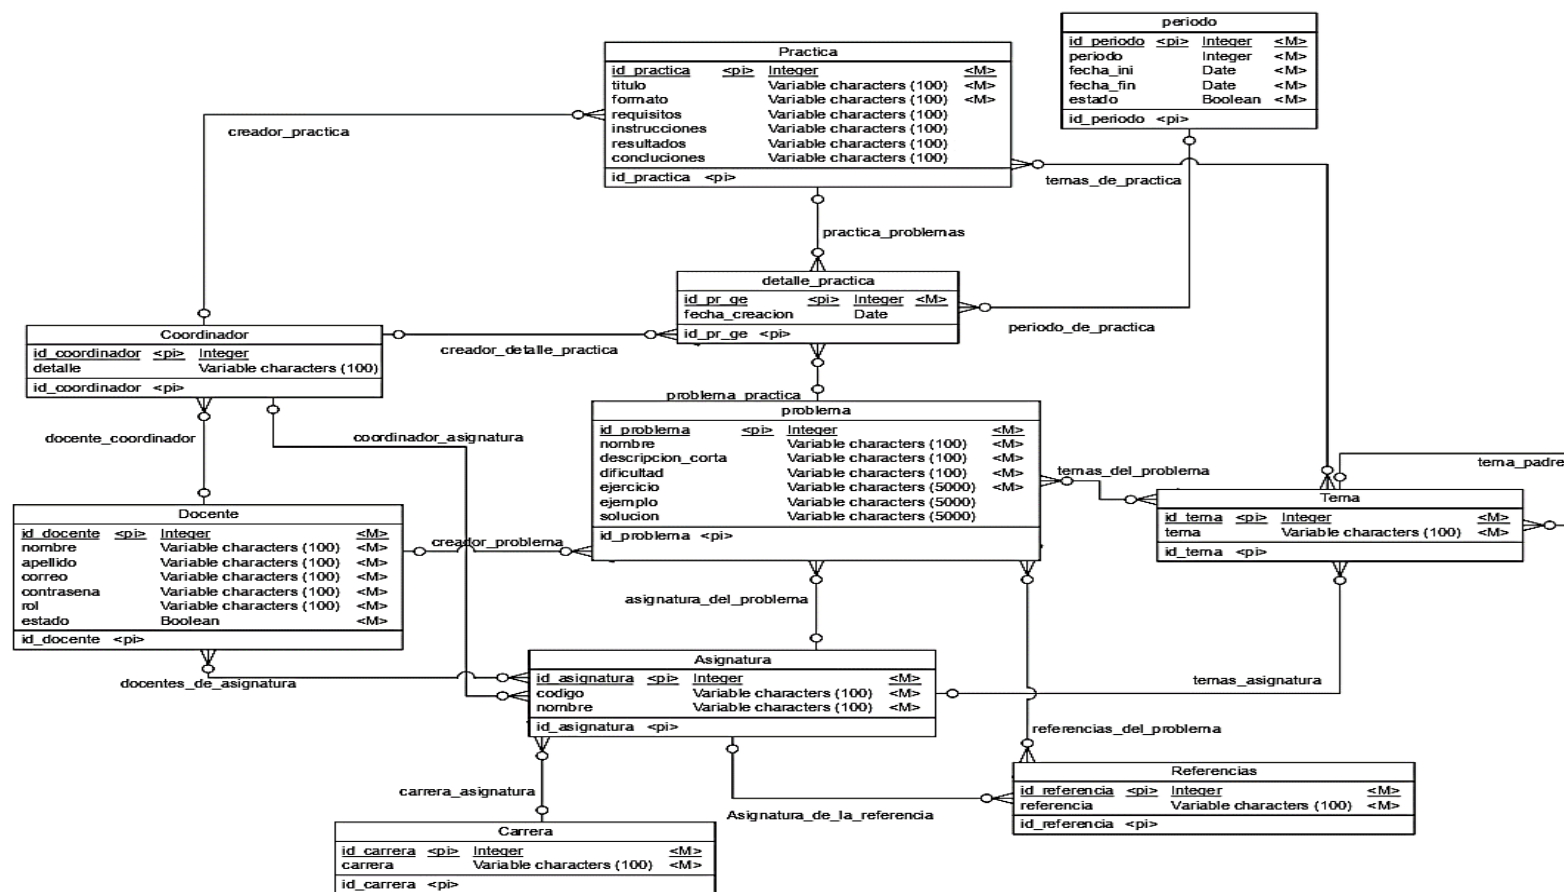 periodo
id_periodo <pi> Integer <M>
periodo Integer <M>
fecha_ini Date <M>
fecha_fin Date <M>
estado Boolean <M>
id_periodo <pi>
Practica
id_practica <pi> Integer <M>
titulo Variable characters (100) <M>
formato Variable characters (100) <M>
requisitos Variable characters (100)
instrucciones Variable characters (100)
resultados Variable characters (100)
concluciones Variable characters (100)
id_practica <pi>
creador_practica
temas_de_practica
practica_problemas
detalle_practica
id_pr_ge <pi> Integer <M>
fecha_creacion Date
id_pr_ge <pi>
periodo_de_practica
Coordinador
id_coordinador <pi> Integer
detalle Variable characters (100)
id_coordinador <pi>
creador_detalle_practica
problema_practica
problema
id_problema <pi> Integer <M>
nombre Variable characters (100) <M>
descripcion_corta Variable characters (100) <M>
dificultad Variable characters (100) <M>
ejercicio Variable characters (5000) <M>
ejemplo Variable characters (5000)
solucion Variable characters (5000)
id_problema <pi>
docente_coordinador
coordinador_asignatura
temas_del_problema
tema_padre
Tema
id_tema <pi> Integer <M>
tema Variable characters (100) <M>
id_tema <pi>
Docente
id_docente <pi> Integer <M>
nombre Variable characters (100) <M>
apellido Variable characters (100) <M>
correo Variable characters (100) <M>
contrasena Variable characters (100) <M>
rol Variable characters (100) <M>
estado Boolean <M>
id_docente <pi>
creador_problema
asignatura_del_problema
docentes_de_asignatura
Asignatura
id_asignatura <pi> Integer <M>
codigo Variable characters (100) <M>
nombre Variable characters (100) <M>
id_asignatura <pi>
temas_asignatura
referencias_del_problema
Referencias
id_referencia <pi> Integer <M>
referencia Variable characters (100) <M>
id_referencia <pi>
carrera_asignatura
Asignatura_de_la_referencia
Carrera
id_carrera <pi> Integer <M>
carrera Variable characters (100) <M>
id_carrera <pi>